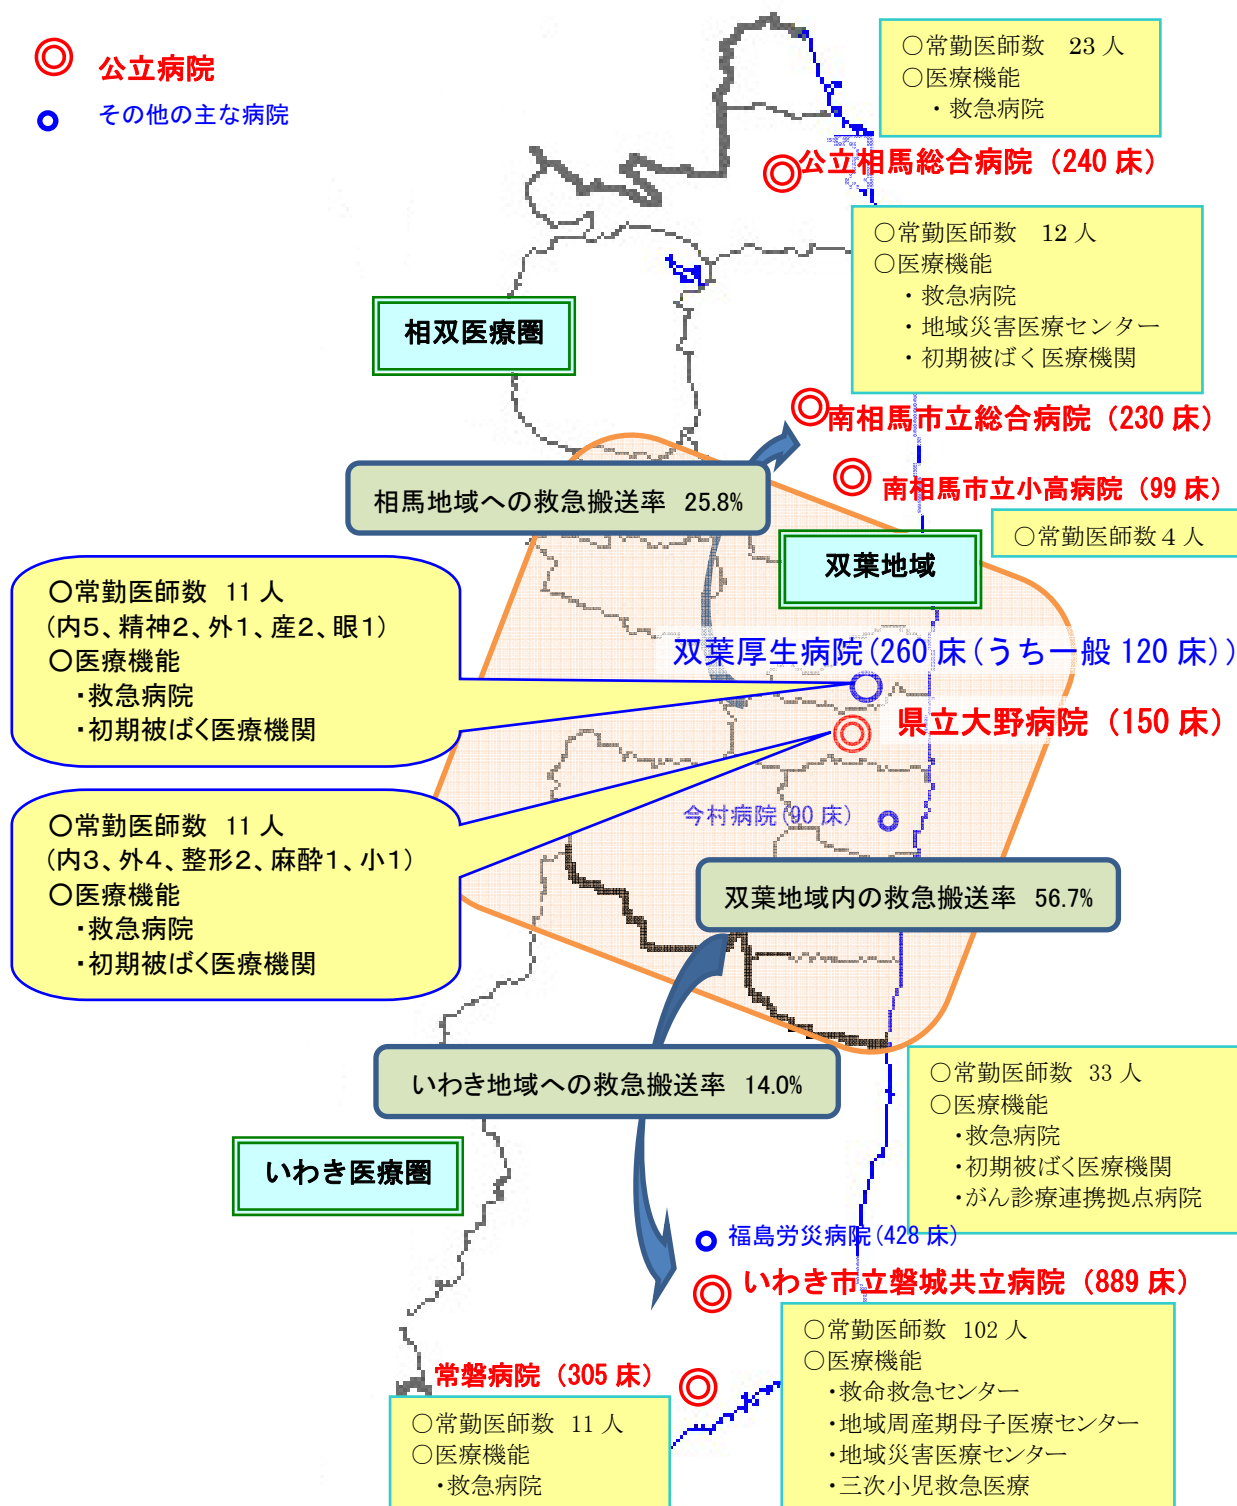 公立病院
その他の主な病院
○常勤医師数　23 人
○医療機能
・救急病院
公立相馬総合病院（240 床）
○常勤医師数　12 人
○医療機能
・救急病院
・地域災害医療センター
・初期被ばく医療機関
相双医療圏
南相馬市立総合病院（230 床）
相馬地域への救急搬送率　25.8%
南相馬市立小高病院（99 床）
○常勤医師数 4 人
双葉地域
○常勤医師数　11 人
(内5、精神2、外1、産2、眼1)
○医療機能
・救急病院
・初期被ばく医療機関
双葉厚生病院(260 床(うち一般 120 床))
県立大野病院（150 床）
今村病院(90 床)
○常勤医師数　11 人
(内3、外4、整形2、麻酔1、小1)
○医療機能
・救急病院
・初期被ばく医療機関
双葉地域内の救急搬送率　56.7%
いわき地域への救急搬送率　14.0%
○常勤医師数　33 人
○医療機能
・救急病院
・初期被ばく医療機関
・がん診療連携拠点病院
いわき医療圏
福島労災病院(428 床)
いわき市立磐城共立病院（889 床）
○常勤医師数　102 人
○医療機能
・救命救急センター
・地域周産期母子医療センター
・地域災害医療センター
・三次小児救急医療
常磐病院（305 床）
○常勤医師数　11 人
○医療機能
・救急病院